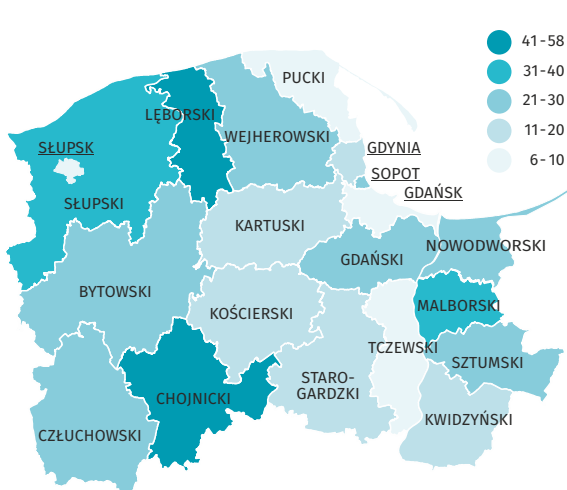 41-58
31-40
21-30
11-20
6-10
PUCKI
LĘBORSKI
WEJHEROWSKI
SŁUPSK
GDYNIA
SOPOT
GDAŃSK
SŁUPSKI
KARTUSKI
NOWODWORSKI
GDAŃSKI
BYTOWSKI
MALBORSKI
KOŚCIERSKI
TCZEWSKI
SZTUMSKI
STARO-
GARDZKI
CHOJNICKI
KWIDZYŃSKI
CZŁUCHOWSKI